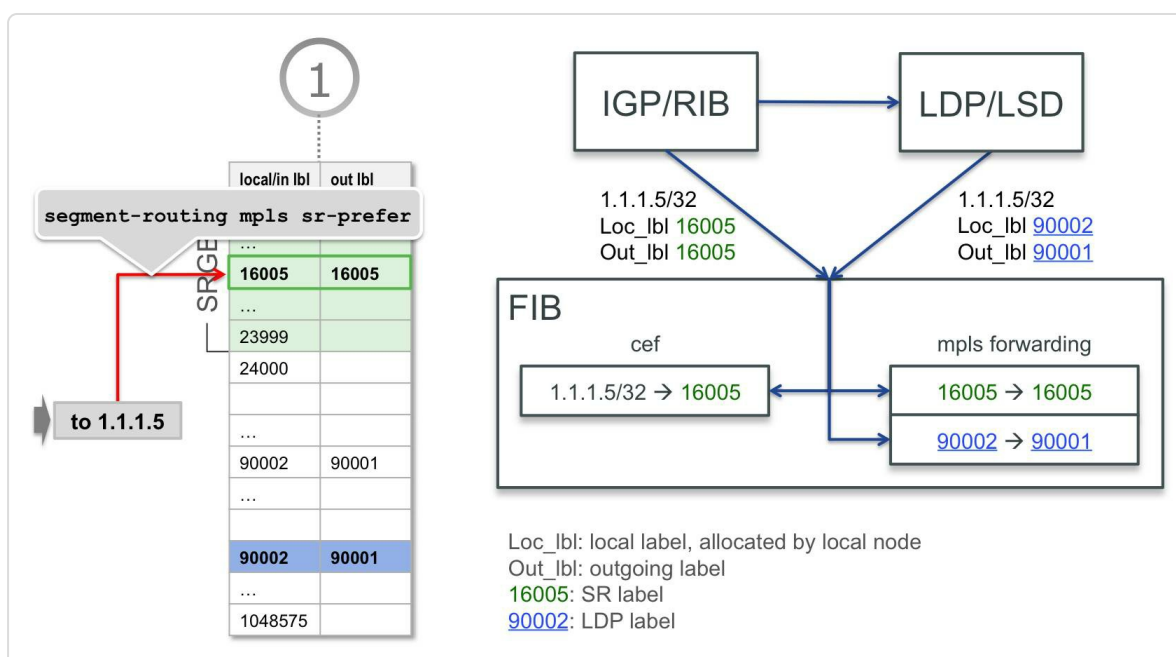 1
local/in lbl out lbl
segment-routing mpls sr-prefer
...
SRGB
16005 16005
...
23999
24000
to 1.1.1.5
...
90002 90001
...
90002 90001
...
1048575
IGP/RIB
LDP/LSD
1.1.1.5/32
Loc_lbl 16005
Out_lbl 16005
1.1.1.5/32
Loc_lbl 90002
Out_lbl 90001
FIB
cef
mpls forwarding
1.1.1.5/32 → 16005
16005 → 16005
90002 → 90001
Loc_lbl: local label, allocated by local node
Out_lbl: outgoing label
16005: SR label
90002: LDP label